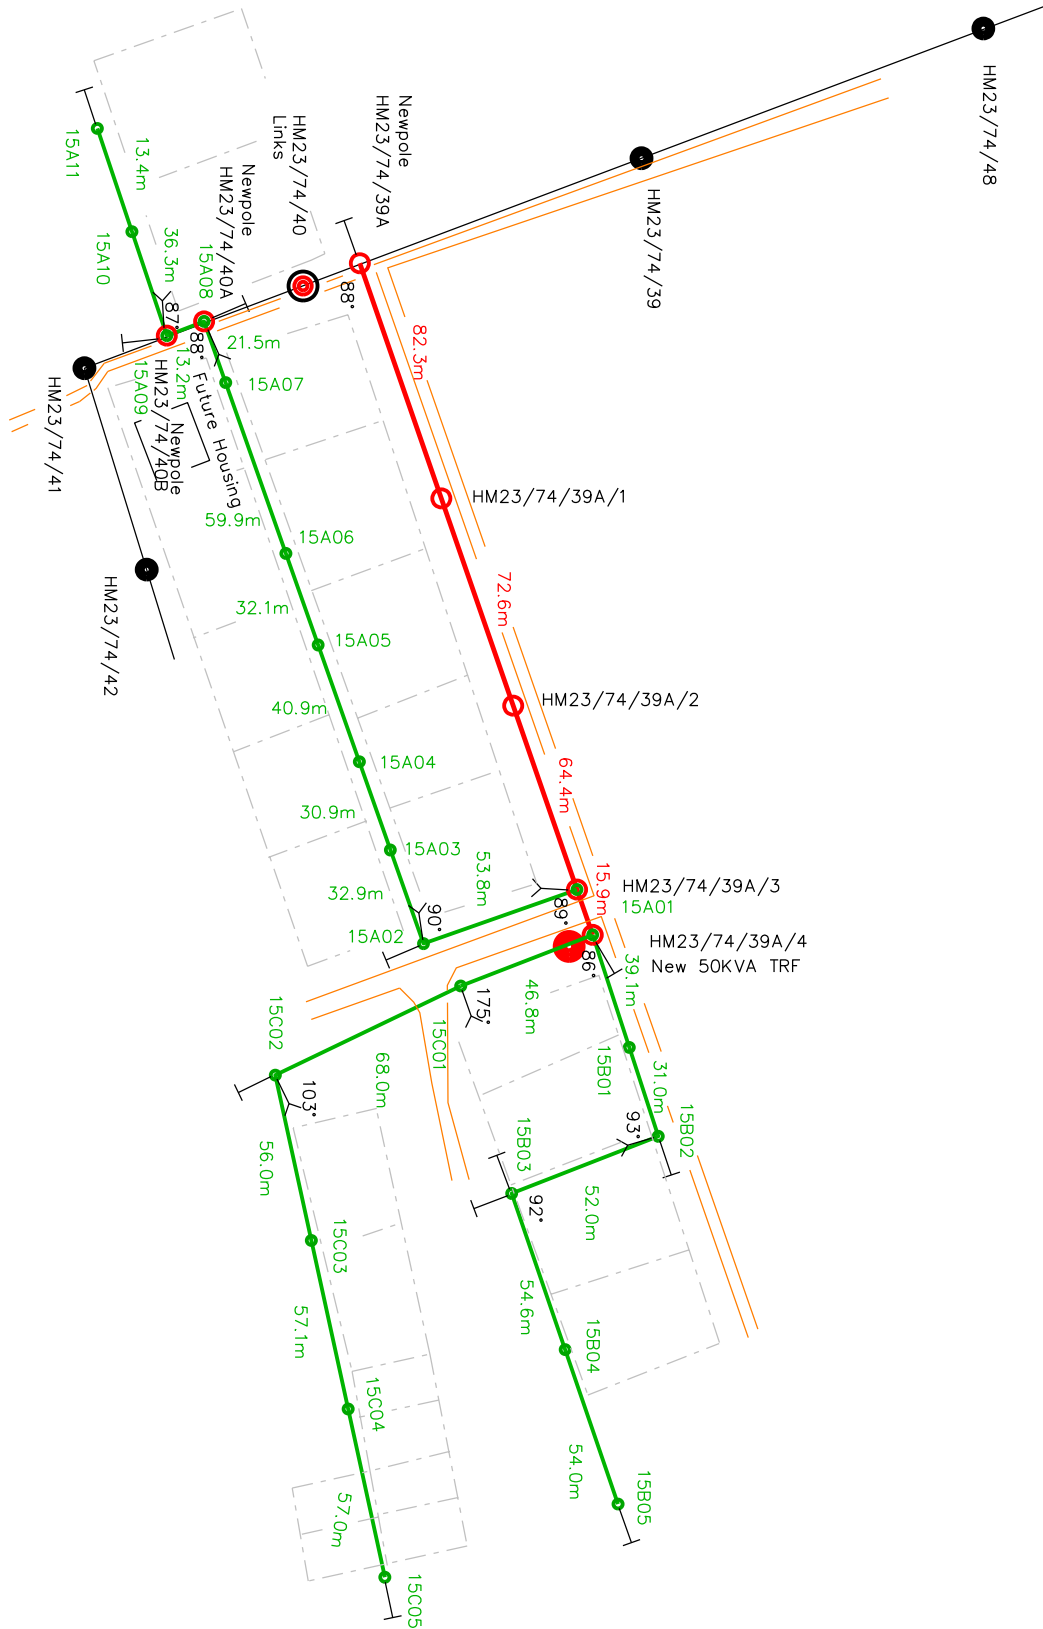 HM23/74/48
HM23/74/39
Newpole
HM23/74/39A
HM23/74/40
Links
Newpole
HM23/74/40A
15A08
15A11
13.4m
15A10
36.3m
87°
88°
88°
21.5m
82.3m
15A07
13.2m
15A09
Newpole
HM23/74/40B
Future Housing
HM23/74/41
HM23/74/42
HM23/74/39A/1
59.9m
15A06
72.6m
32.1m
15A05
HM23/74/39A/2
40.9m
15A04
64.4m
30.9m
15A03
53.8m
32.9m
15A02
90°
89°
15.9m
HM23/74/39A/3
15A01
HM23/74/39A/4
New 50KVA TRF
86°
39.1m
46.8m
175°
15C01
15C02
68.0m
103°
15B01
31.0m
15B02
93°
15B03
52.0m
92°
56.0m
15C03
54.6m
15B04
57.1m
15C04
54.0m
15B05
57.0m
15C05